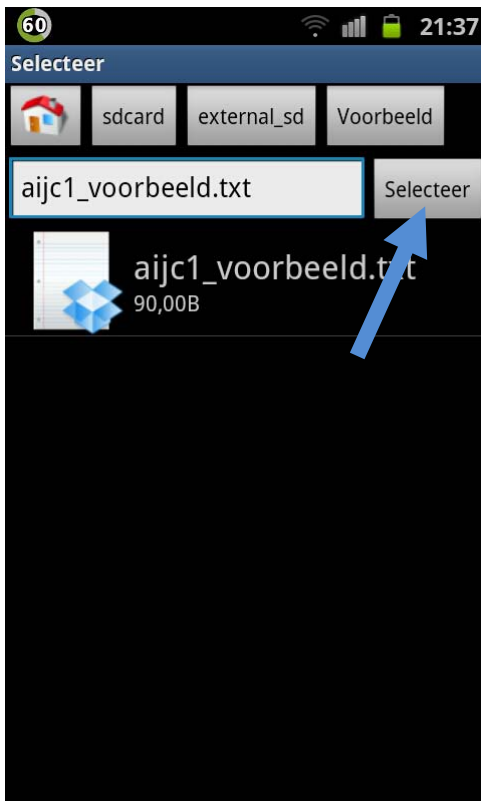 60 21:37
Selecteer
sdcard external_sd Voorbeeld
aijc1_voorbeeld.txt Selecteer
aijc1_voorbeeld.txt
90,00B